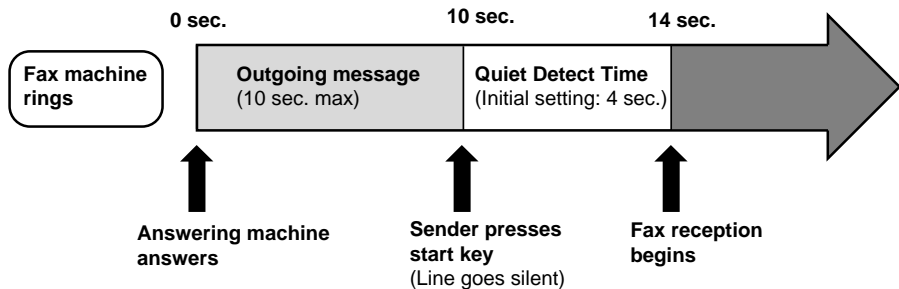 0 sec.
10 sec.
14 sec.
Fax machine
rings
Outgoing message
(10 sec. max)
Quiet Detect Time
(Initial setting: 4 sec.)
Answering machine
answers
Sender presses
start key
(Line goes silent)
Fax reception
begins